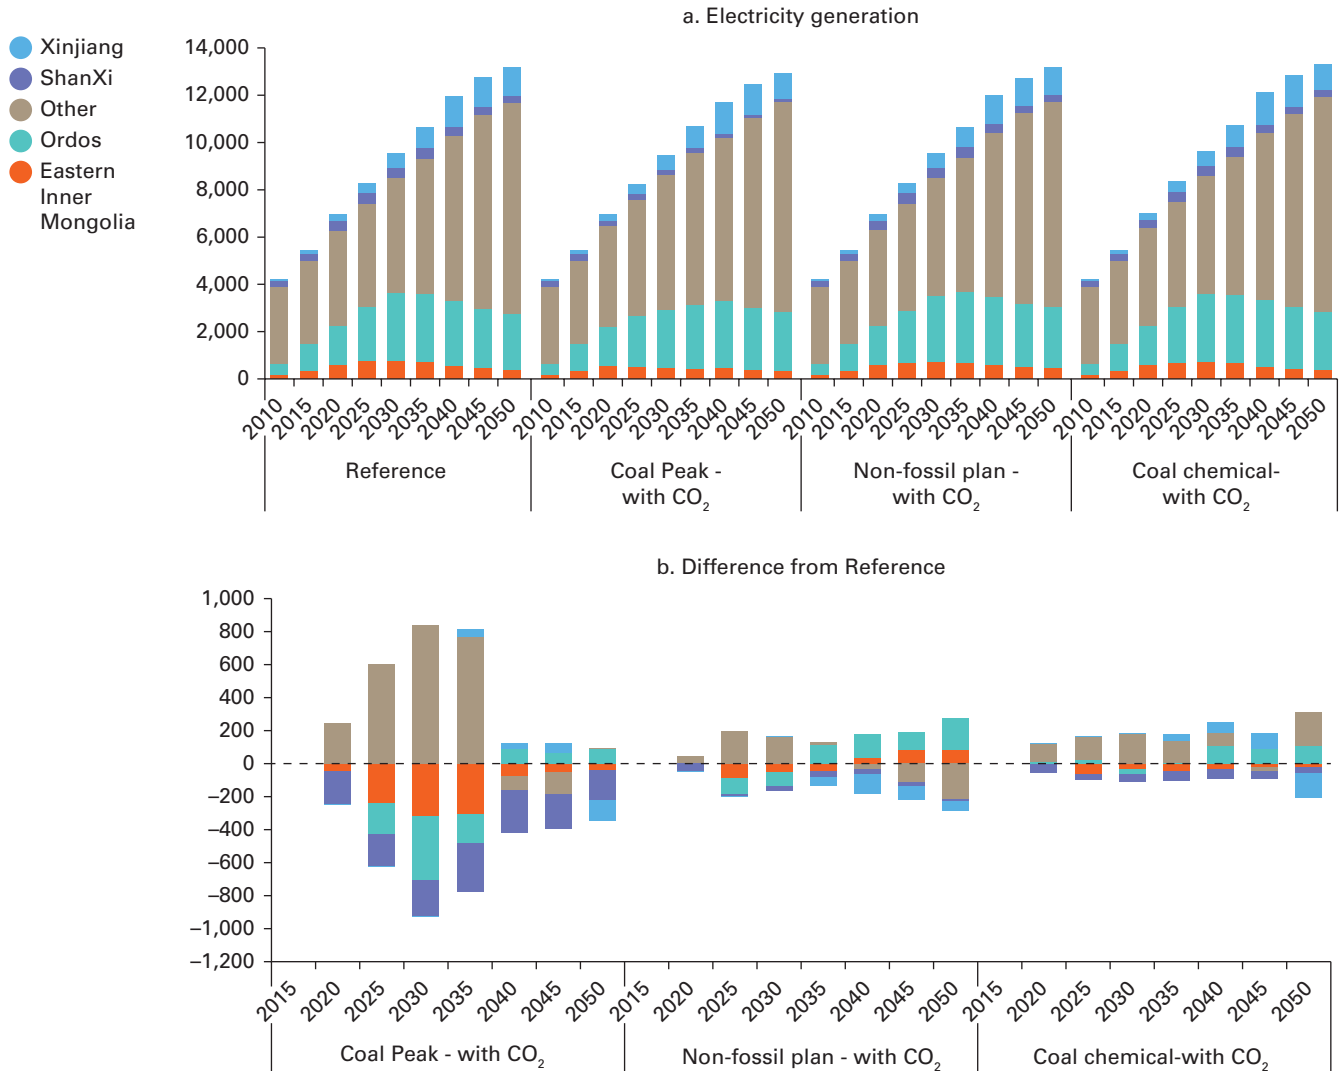 a. Electricity generation
Xinjiang
ShanXi
Other
Ordos
Eastern
Inner
Mongolia
14,000
12,000
10,000
8,000
6,000
4,000
2,000
0
2010 2015 2020 2025 2030 2035 2040 2045 2050 2010 2015 2020 2025 2030 2035 2040 2045 2050 2010 2015 2020 2025 2030 2035 2040 2045 2050 2010 2015 2020 2025 2030 2035 2040 2045 2050
Reference
Coal Peak -
with CO₂
Non-fossil plan -
with CO₂
Coal chemical-
with CO₂
b. Difference from Reference
1,000
800
600
400
200
0
−200
−400
−600
−800
−1,000
−1,200
2015 2020 2025 2030 2035 2040 2045 2050 2015 2020 2025 2030 2035 2040 2045 2050 2015 2020 2025 2030 2035 2040 2045 2050
Coal Peak - with CO₂
Non-fossil plan - with CO₂
Coal chemical-with CO₂